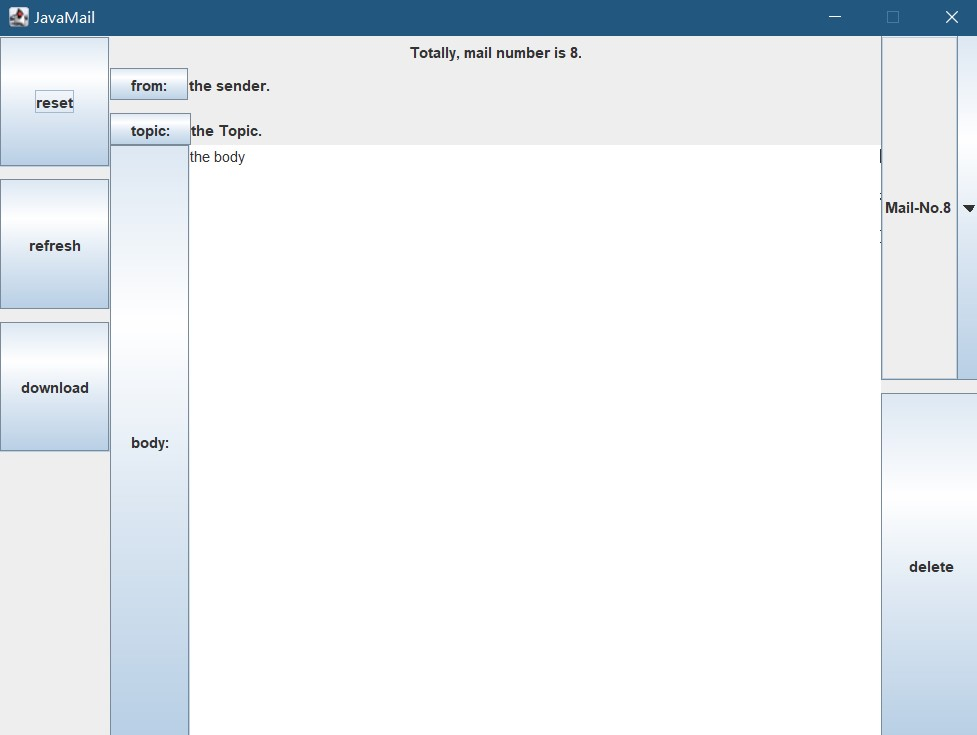 JavaMail
Totally, mail number is 8.
reset
from: the sender.
topic: the Topic.
the body
Mail-No.8
refresh
download
body:
delete